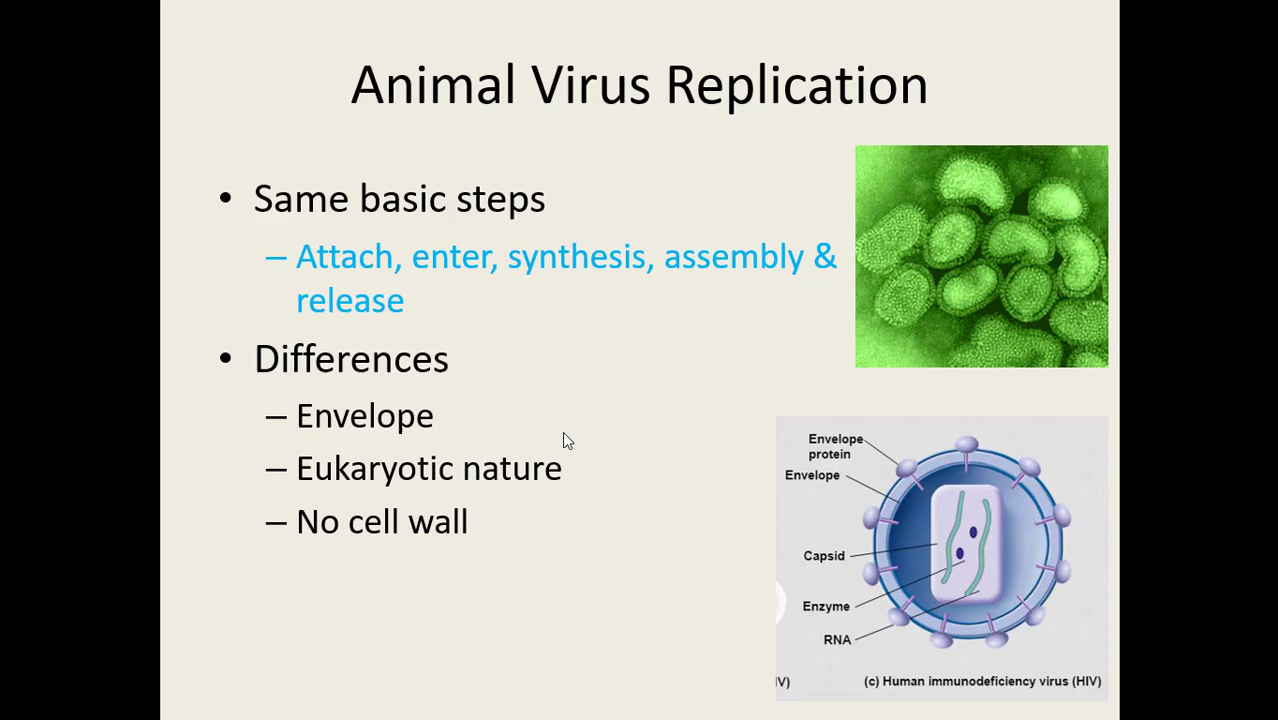 Animal Virus Replication
• Same basic steps
– Attach, enter, synthesis, assembly &
release
• Differences
– Envelope
– Eukaryotic nature
– No cell wall
Envelope
protein
Envelope
Capsid
Enzyme
RNA
IV)
(c) Human immunodeficiency virus (HIV)